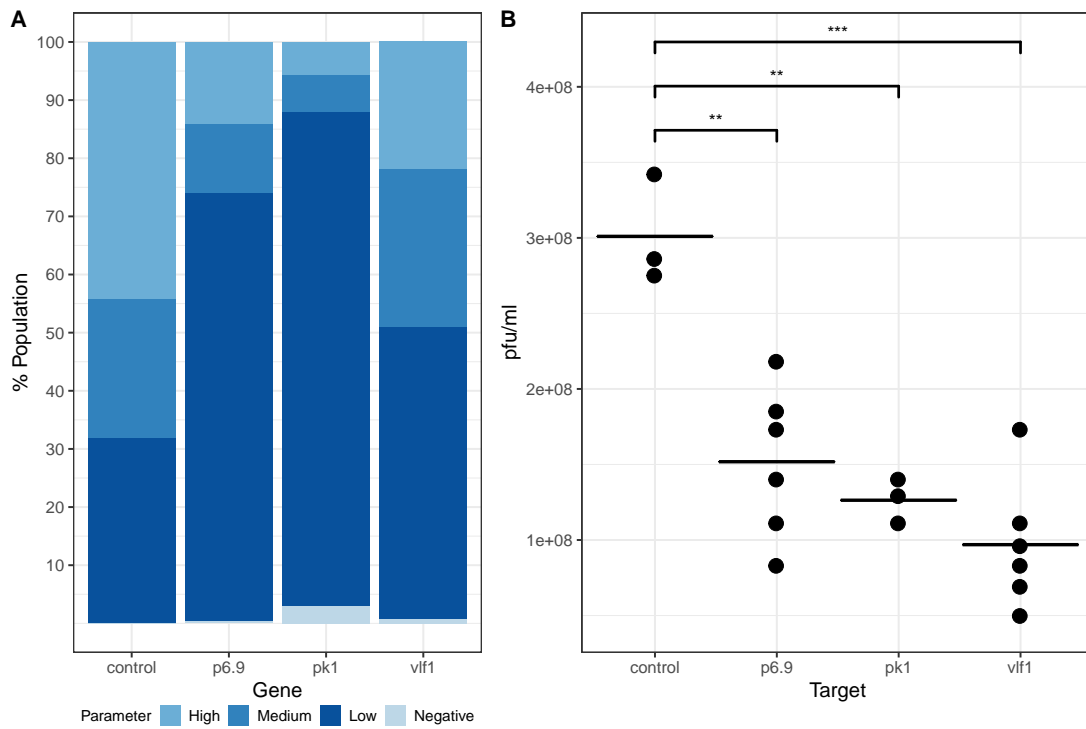 A
100
90
80
70
60
50
40
30
20
10
% Population
control p6.9 pk1 vlf1
Gene
Parameter High Medium Low Negative
B
***
**
**
4e+08
3e+08
2e+08
1e+08
pfu/ml
control p6.9 pk1 vlf1
Target